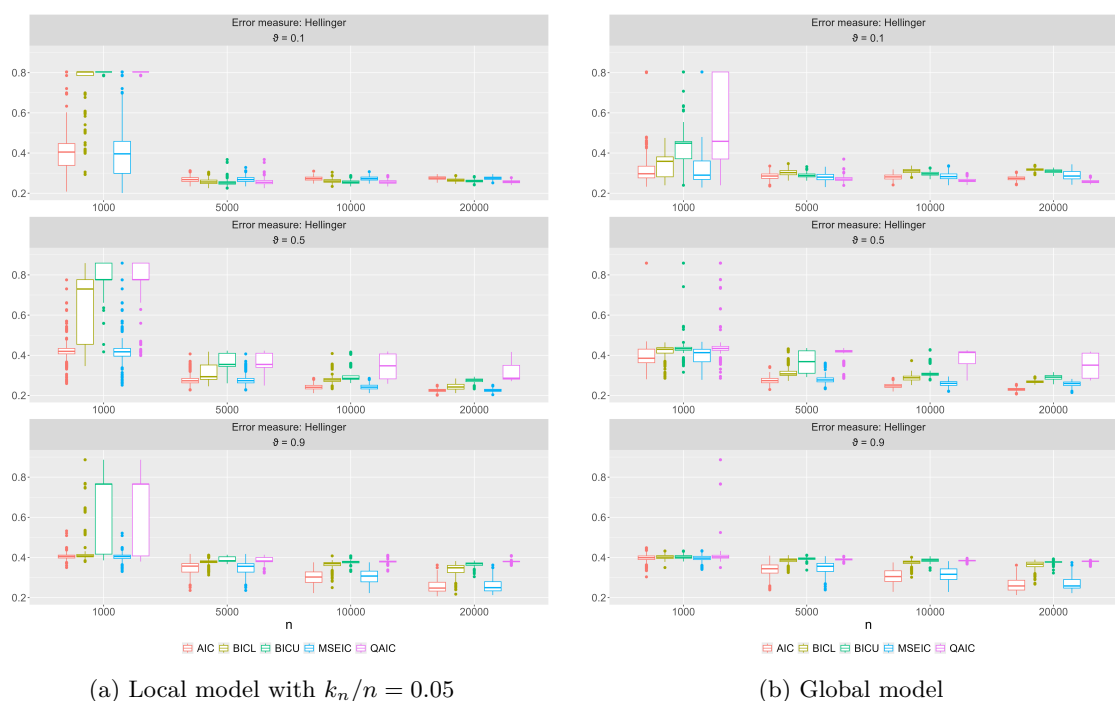 Error measure: Hellinger
ϑ = 0.1
0.8
0.6
0.4
0.2
1000 5000 10000 20000
Error measure: Hellinger
ϑ = 0.5
0.8
0.6
0.4
0.2
1000 5000 10000 20000
Error measure: Hellinger
ϑ = 0.9
0.8
0.6
0.4
0.2
1000 5000 10000 20000
n
AIC BICL BICU MSEIC QAIC
(a) Local model with kₙ/n = 0.05
Error measure: Hellinger
ϑ = 0.1
0.8
0.6
0.4
0.2
1000 5000 10000 20000
Error measure: Hellinger
ϑ = 0.5
0.8
0.6
0.4
0.2
1000 5000 10000 20000
Error measure: Hellinger
ϑ = 0.9
0.8
0.6
0.4
0.2
1000 5000 10000 20000
n
AIC BICL BICU MSEIC QAIC
(b) Global model